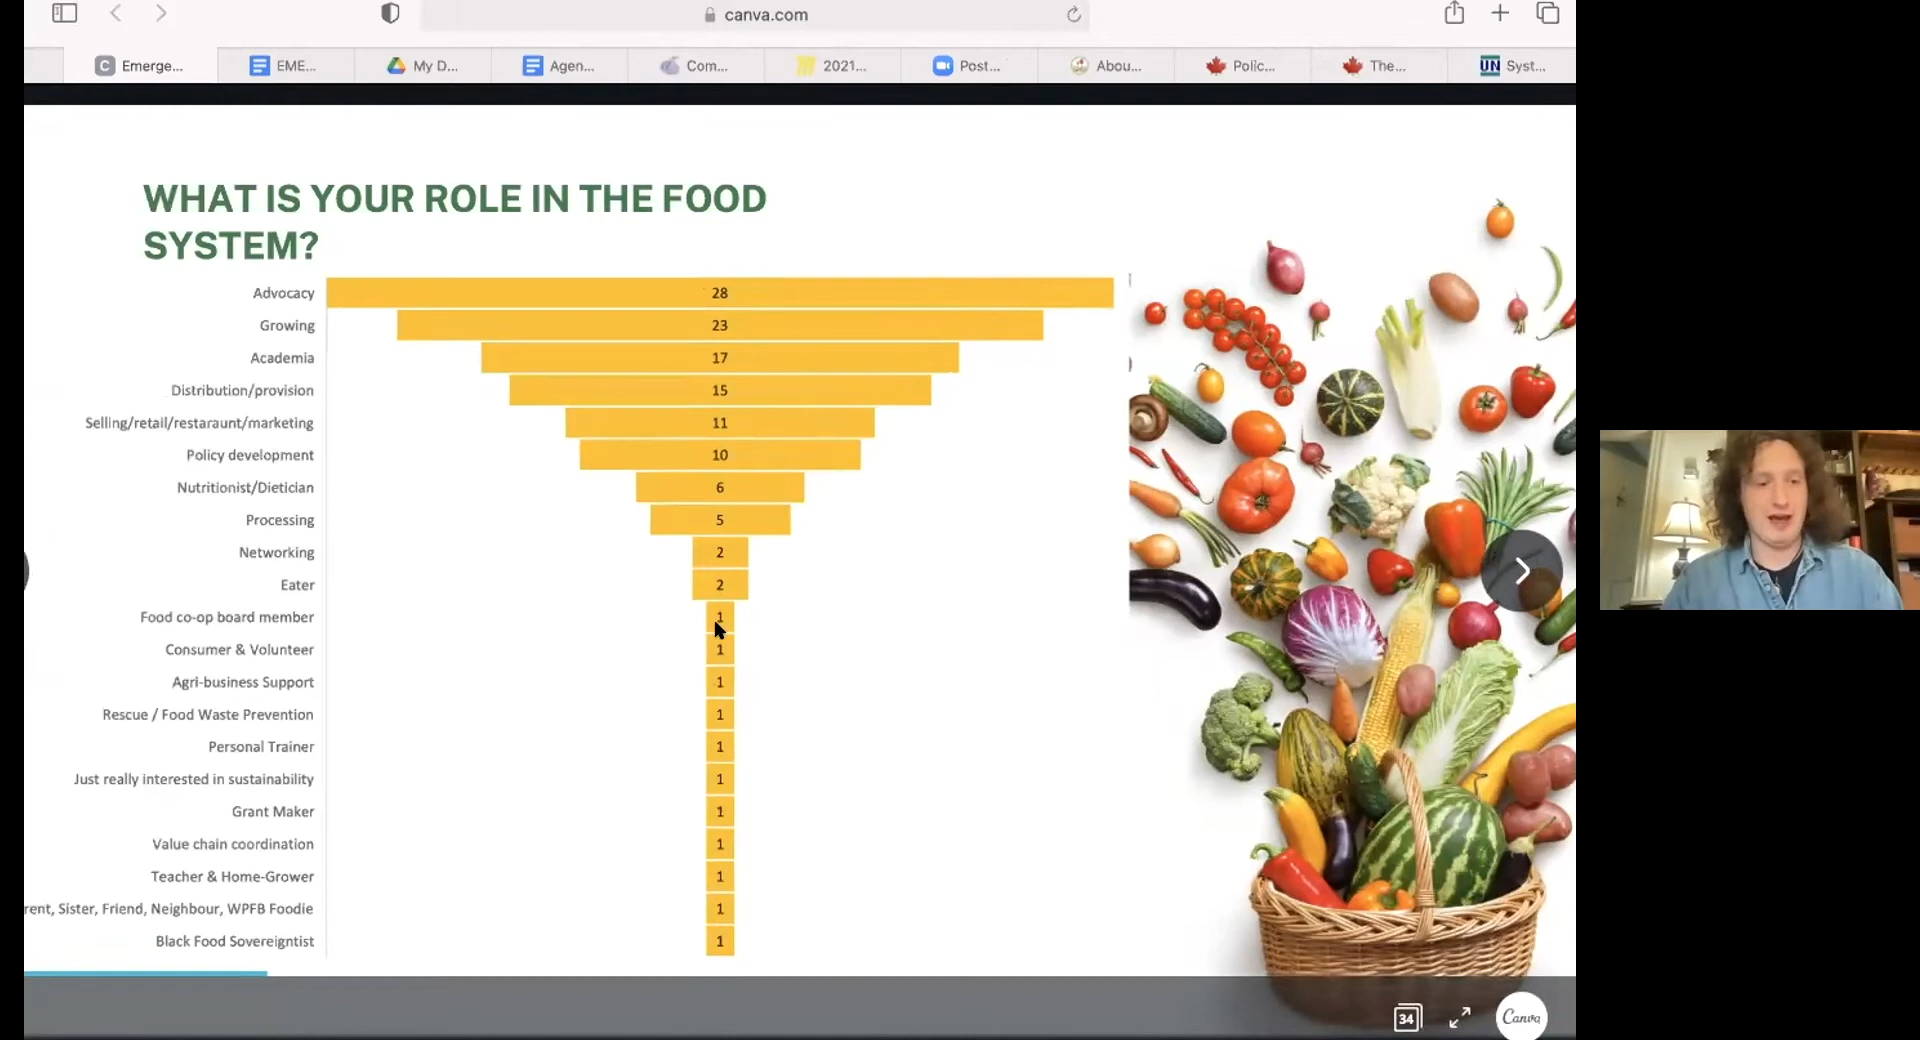 canva.com
Emerge...
EME...
My D...
Agen...
Com...
2021...
Post...
Abou...
Polic...
The...
UN Syst...
WHAT IS YOUR ROLE IN THE FOOD
SYSTEM?
Advocacy 28
Growing 23
Academia 17
Distribution/provision 15
Selling/retail/restaraunt/marketing 11
Policy development 10
Nutritionist/Dietician 6
Processing 5
Networking 2
Eater 2
Food co-op board member 1
Consumer & Volunteer 1
Agri-business Support 1
Rescue / Food Waste Prevention 1
Personal Trainer 1
Just really interested in sustainability 1
Grant Maker 1
Value chain coordination 1
Teacher & Home-Grower 1
rent, Sister, Friend, Neighbour, WPFB Foodie 1
Black Food Sovereigntist 1
34
Canva